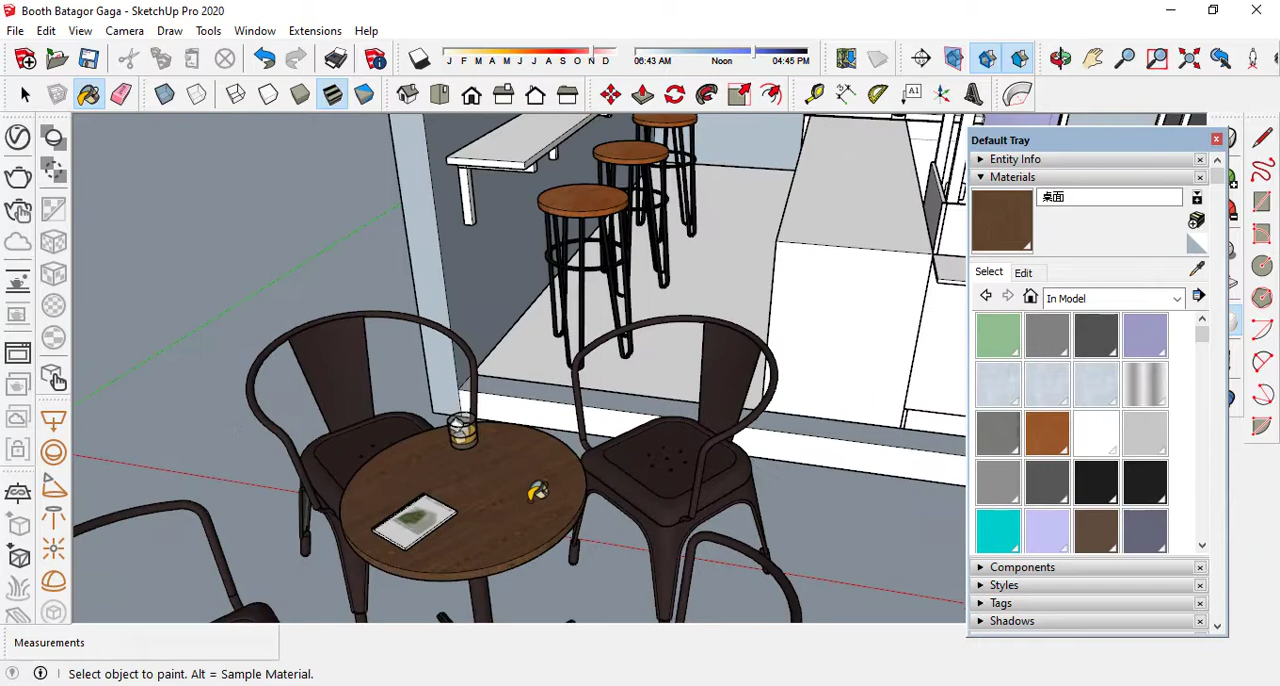 Booth Batagor Gaga - SketchUp Pro 2020
File Edit View Camera Draw Tools Window Extensions Help
J F M A M J J A S O N D 06:43 AM Noon 04:45 PM
A1
Default Tray
Entity Info
Materials
桌面
Select Edit
In Model
Components
Styles
Tags
Shadows
Measurements
Select object to paint. Alt = Sample Material.